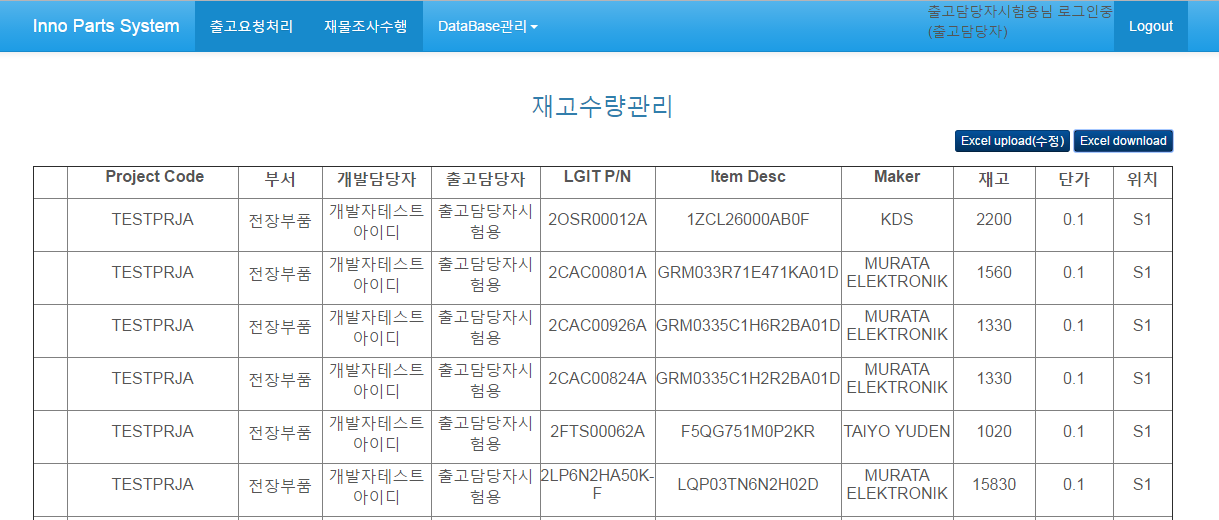 Inno Parts System 출고요청처리 재물조사수행 DataBase관리 출고담당자시험용님 로그인중
(출고담당자) Logout
재고수량관리
Excel upload(수정) Excel download
Project Code 부서 개발담당자 출고담당자 LGIT P/N Item Desc Maker 재고 단가 위치
TESTPRJA 전장부품 개발자테스트 출고담당자시 2OSR00012A 1ZCL26000AB0F KDS 2200 0.1 S1
아이디 험용
TESTPRJA 전장부품 개발자테스트 출고담당자시 2CAC00801A GRM033R71E471KA01D MURATA 1560 0.1 S1
아이디 험용 ELEKTRONIK
TESTPRJA 전장부품 개발자테스트 출고담당자시 2CAC00926A GRM0335C1H6R2BA01D MURATA 1330 0.1 S1
아이디 험용 ELEKTRONIK
TESTPRJA 전장부품 개발자테스트 출고담당자시 2CAC00824A GRM0335C1H2R2BA01D MURATA 1330 0.1 S1
아이디 험용 ELEKTRONIK
TESTPRJA 전장부품 개발자테스트 출고담당자시 2FTS00062A F5QG751M0P2KR TAIYO YUDEN 1020 0.1 S1
아이디 험용
TESTPRJA 전장부품 개발자테스트 출고담당자시 2LP6N2HA50K- LQP03TN6N2H02D MURATA 15830 0.1 S1
아이디 험용 F ELEKTRONIK